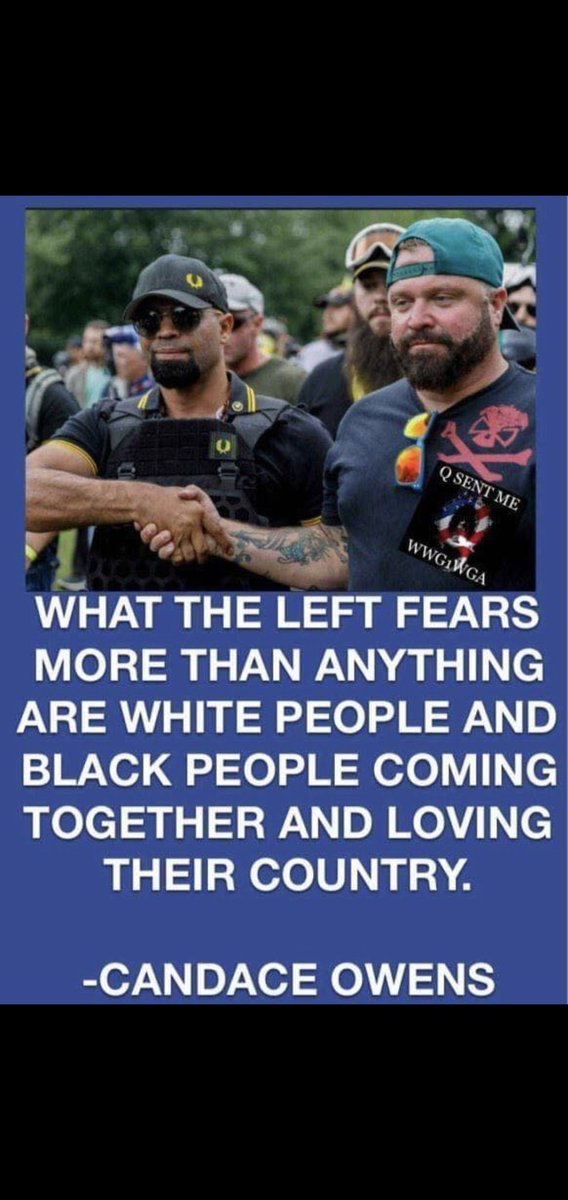 Q SENT ME
WWG1WGA
WHAT THE LEFT FEARS
MORE THAN ANYTHING
ARE WHITE PEOPLE AND
BLACK PEOPLE COMING
TOGETHER AND LOVING
THEIR COUNTRY.
-CANDACE OWENS